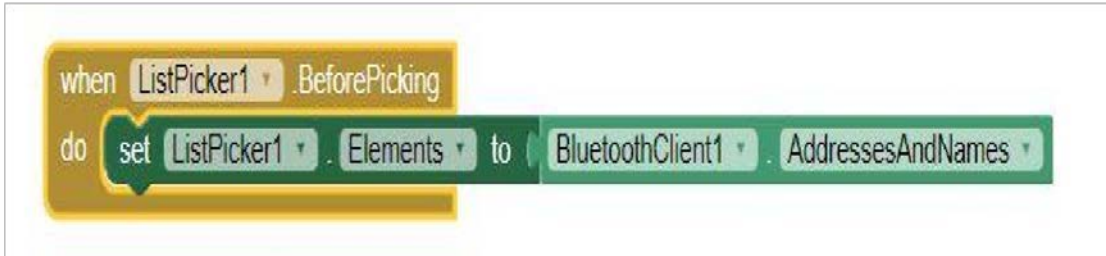 when ListPicker1 .BeforePicking
do set ListPicker1 . Elements to BluetoothClient1 . AddressesAndNames